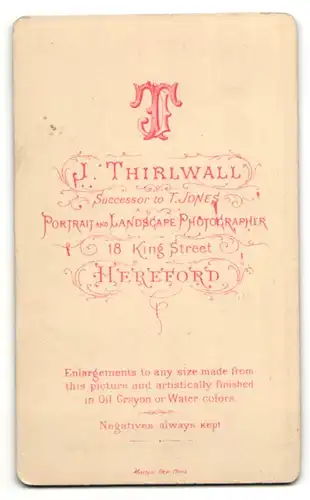 JT
J. THIRLWALL
Successor to T. JONES
PORTRAIT AND LANDSCAPE PHOTOGRAPHER
18 King Street
HEREFORD
Enlargements to any size made from
this picture and artistically finished
in Oil Crayon or Water colors.
Negatives always kept